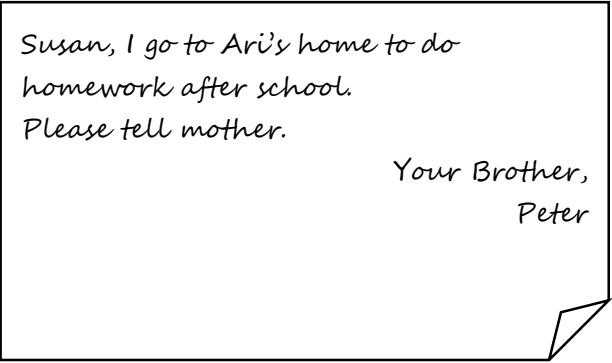 Susan, I go to Ari's home to do
homework after school.
Please tell mother.
Your Brother,
Peter